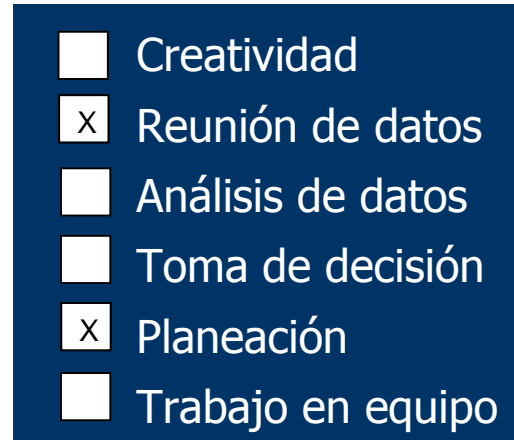 Creatividad
X Reunión de datos
Análisis de datos
Toma de decisión
X Planeación
Trabajo en equipo